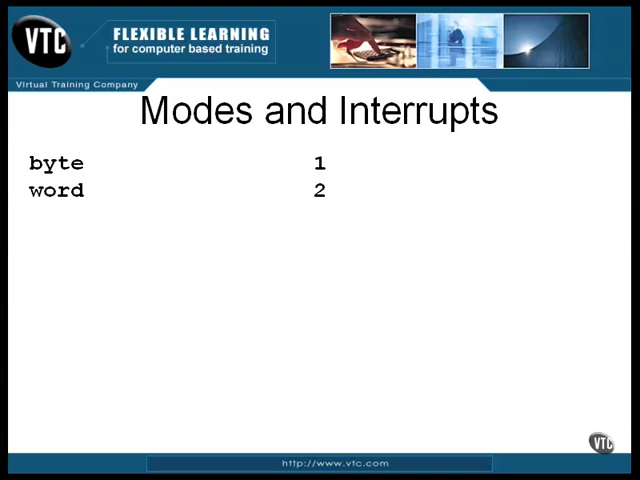 VTC
FLEXIBLE LEARNING
for computer based training
Virtual Training Company
Modes and Interrupts
byte 1
word 2
VTC
http://www.vtc.com